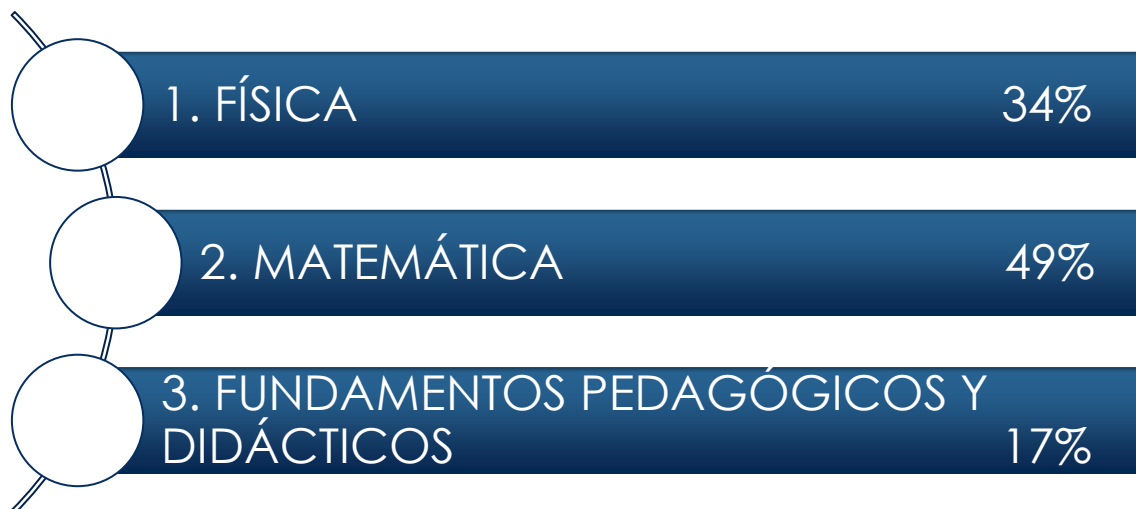 1. FÍSICA 34%
2. MATEMÁTICA 49%
3. FUNDAMENTOS PEDAGÓGICOS Y
DIDÁCTICOS 17%